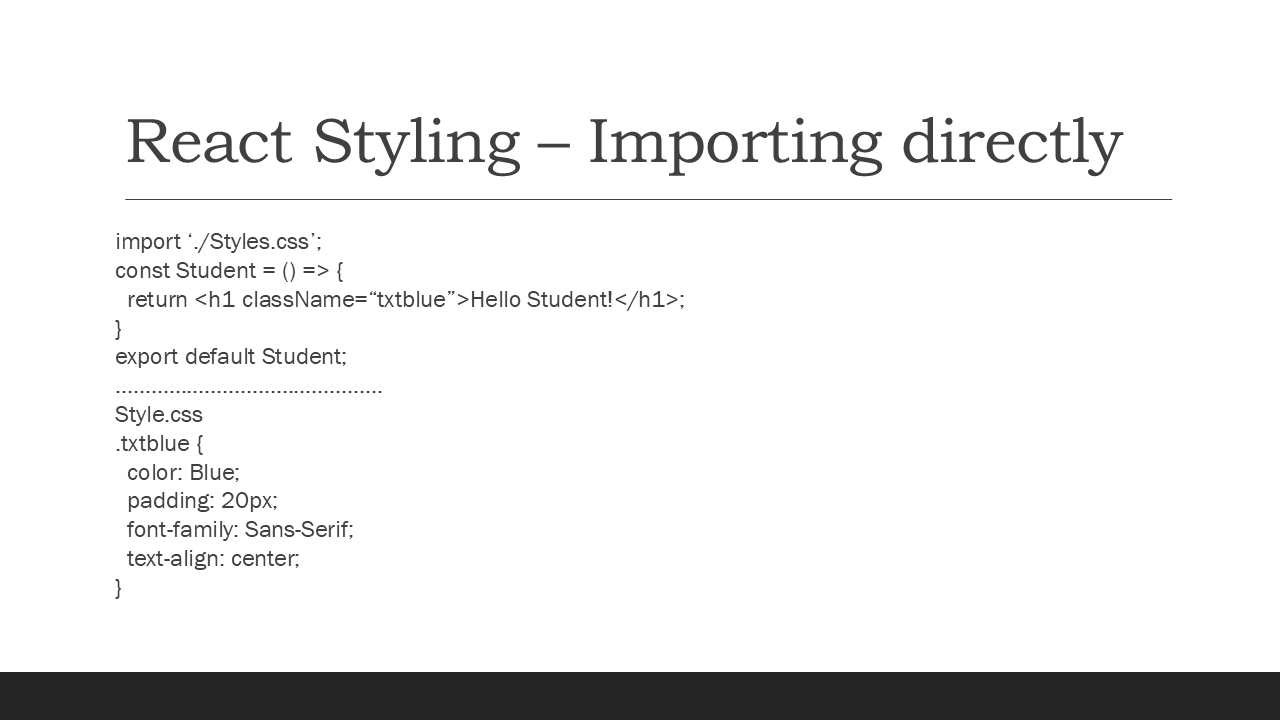 React Styling – Importing directly
import ‘./Styles.css’;
const Student = () => {
  return <h1 className=“txtblue”>Hello Student!</h1>;
}
export default Student;
………………………………………
Style.css
.txtblue {
  color: Blue;
  padding: 20px;
  font-family: Sans-Serif;
  text-align: center;
}